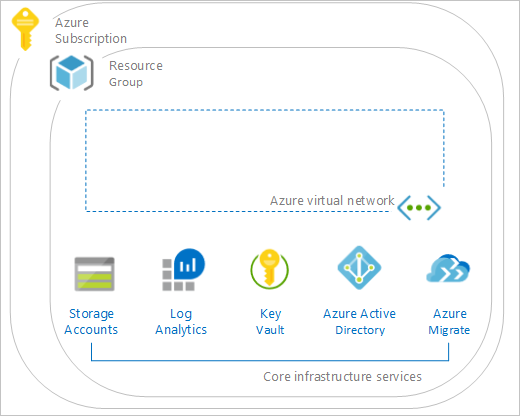 Azure
Subscription
Resource
Group
Azure virtual network
Storage
Accounts
Log
Analytics
Key
Vault
Azure Active
Directory
Azure
Migrate
Core infrastructure services